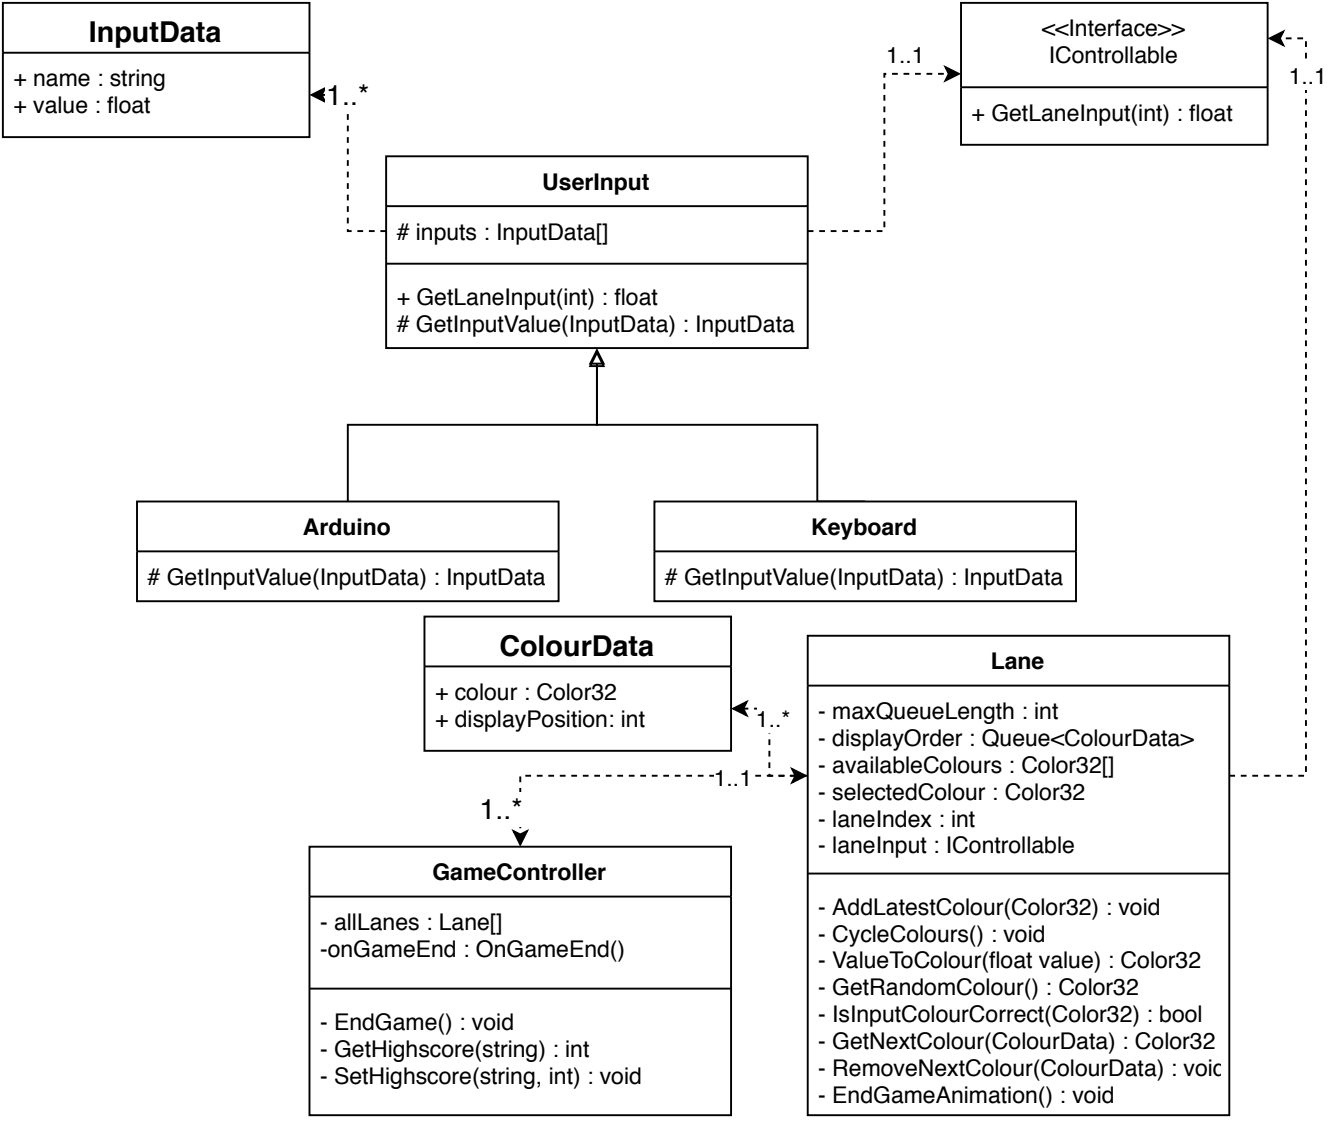 InputData
+ name : string
+ value : float
1..*
<<Interface>>
IControllable
+ GetLaneInput(int) : float
1..1
1..1
UserInput
# inputs : InputData[]
+ GetLaneInput(int) : float
# GetInputValue(InputData) : InputData
Arduino
# GetInputValue(InputData) : InputData
Keyboard
# GetInputValue(InputData) : InputData
ColourData
+ colour : Color32
+ displayPosition: int
1..*
1..1
1..*
Lane
- maxQueueLength : int
- displayOrder : Queue<ColourData>
- availableColours : Color32[]
- selectedColour : Color32
- laneIndex : int
- laneInput : IControllable
- AddLatestColour(Color32) : void
- CycleColours() : void
- ValueToColour(float value) : Color32
- GetRandomColour() : Color32
- IsInputColourCorrect(Color32) : bool
- GetNextColour(ColourData) : Color32
- RemoveNextColour(ColourData) : void
- EndGameAnimation() : void
GameController
- allLanes : Lane[]
-onGameEnd : OnGameEnd()
- EndGame() : void
- GetHighscore(string) : int
- SetHighscore(string, int) : void